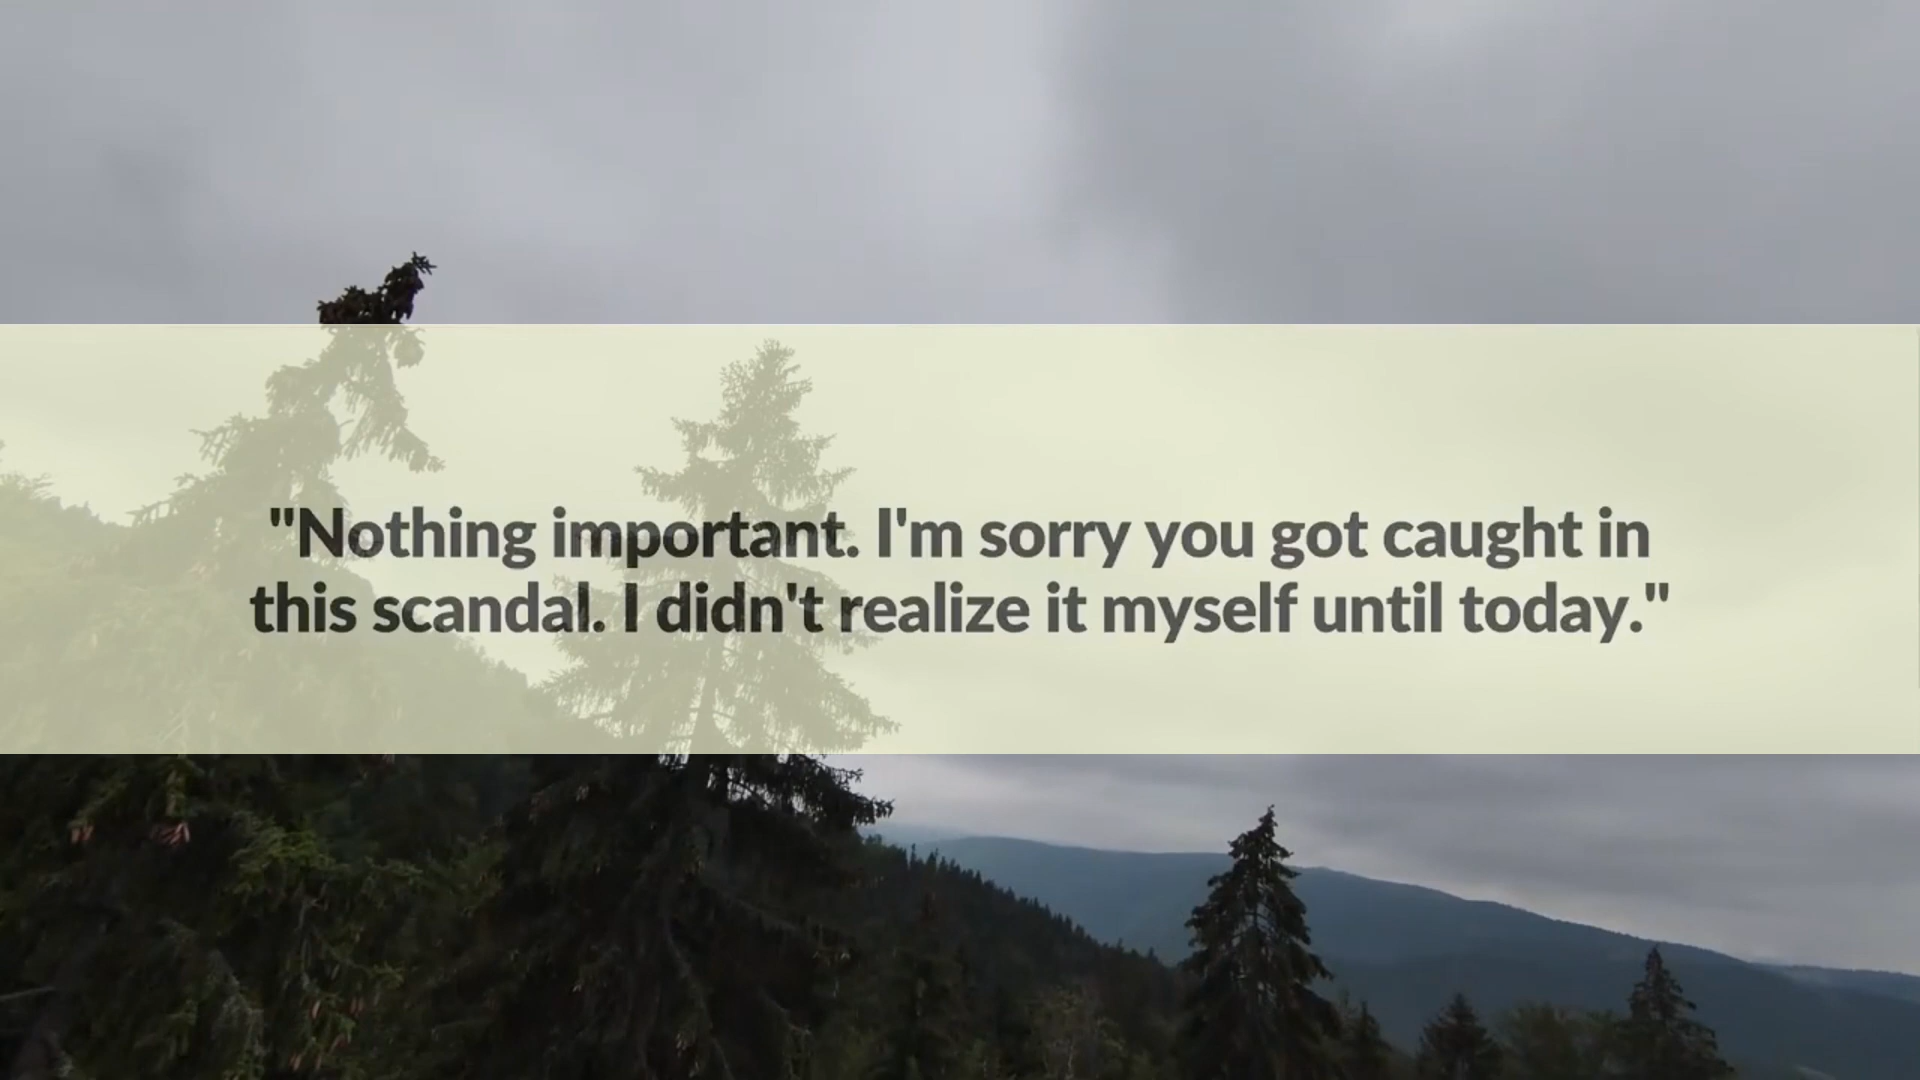 "Nothing important. I'm sorry you got caught in
this scandal. I didn't realize it myself until today."